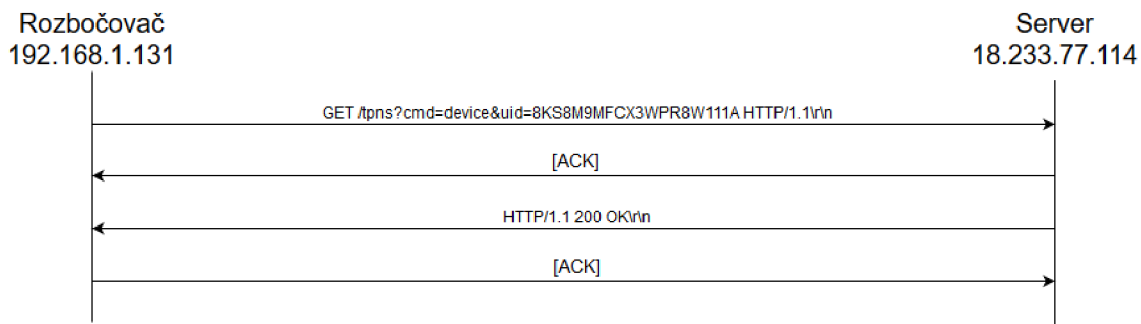 Rozbočovač
192.168.1.131
Server
18.233.77.114
GET /tpns?cmd=device&uid=8KS8M9MFCX3WPR8W111A HTTP/1.1\r\n
[ACK]
HTTP/1.1 200 OK\r\n
[ACK]